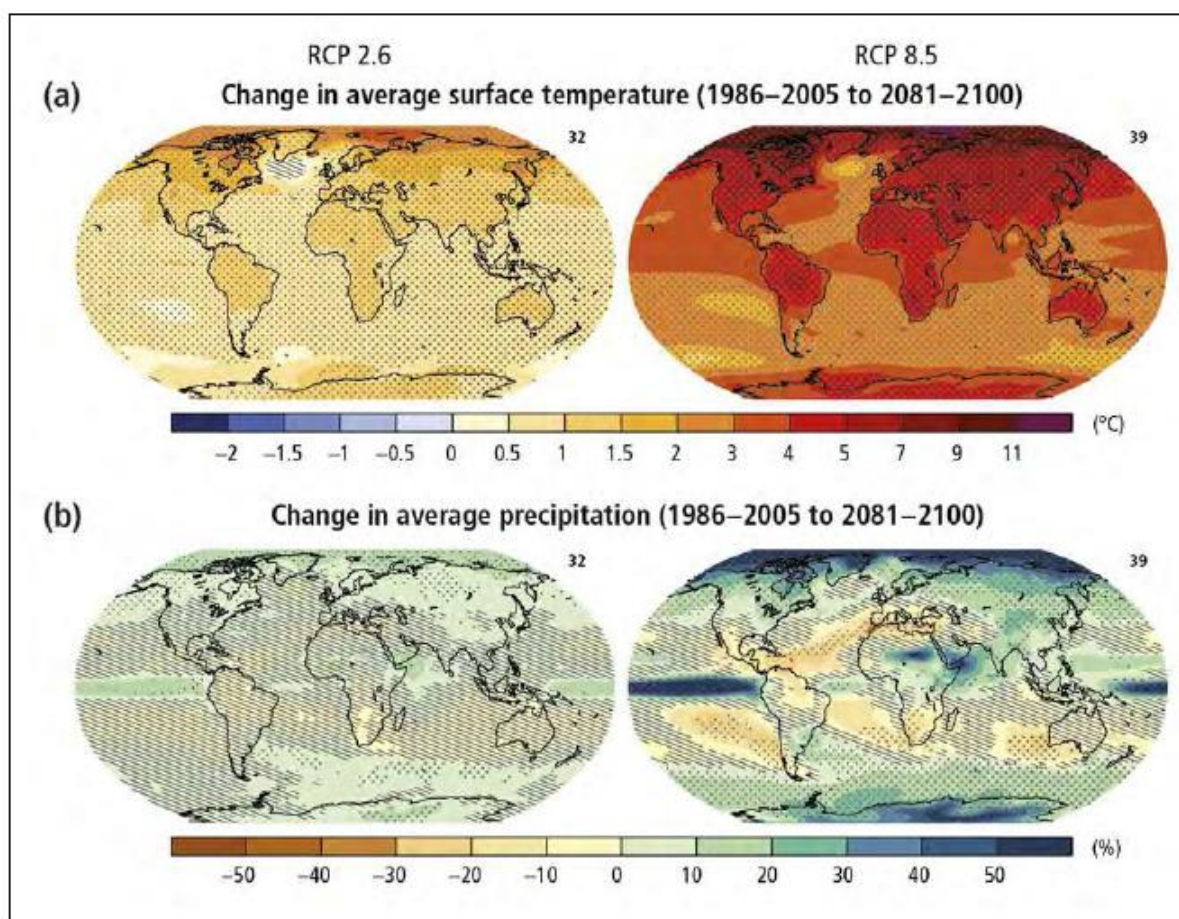 RCP 2.6 RCP 8.5
(a) Change in average surface temperature (1986–2005 to 2081–2100)
32 39
(°C)
−2 −1.5 −1 −0.5 0 0.5 1 1.5 2 3 4 5 7 9 11
(b) Change in average precipitation (1986–2005 to 2081–2100)
32 39
(%)
−50 −40 −30 −20 −10 0 10 20 30 40 50